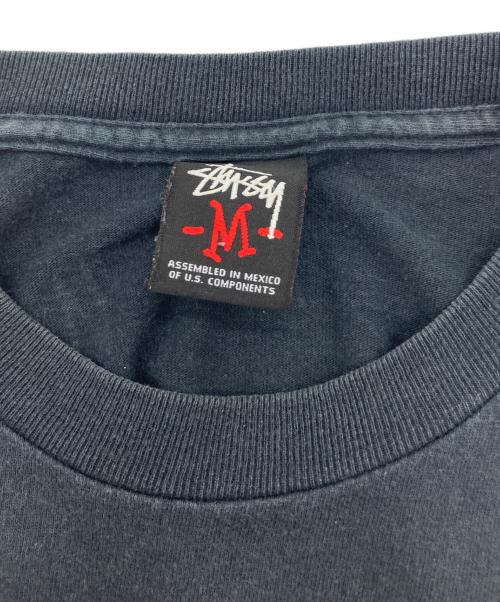 STUSSY
-M-
ASSEMBLED IN MEXICO
OF U.S. COMPONENTS